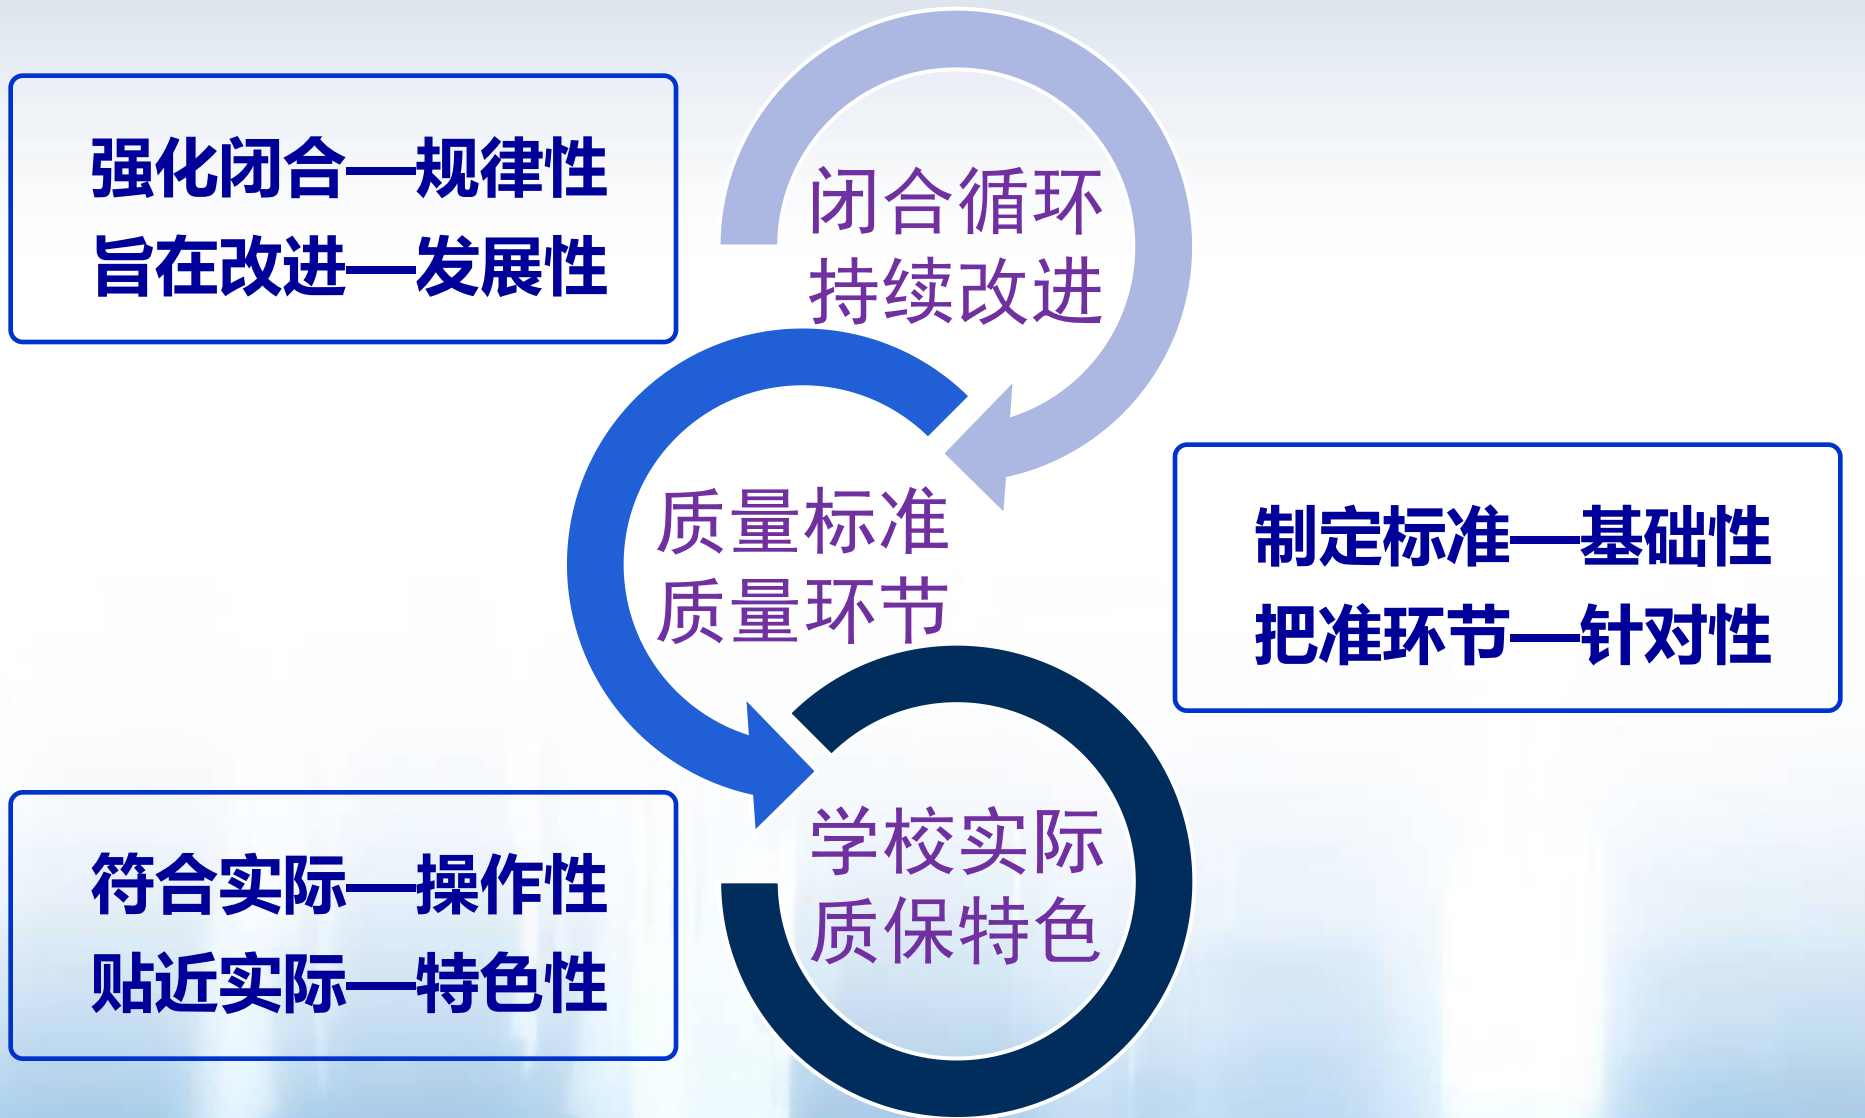 强化闭合—规律性
旨在改进—发展性
闭合循环
持续改进
质量标准
质量环节
制定标准—基础性
把准环节—针对性
符合实际—操作性
贴近实际—特色性
学校实际
质保特色